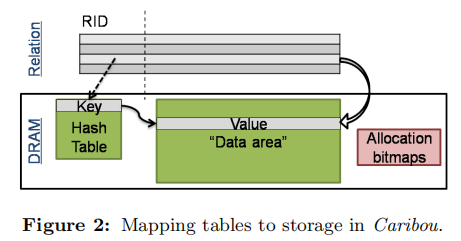 RID
Relation
Key
Hash
Table
Value
"Data area"
Allocation
bitmaps
DRAM
Figure 2: Mapping tables to storage in Caribou.